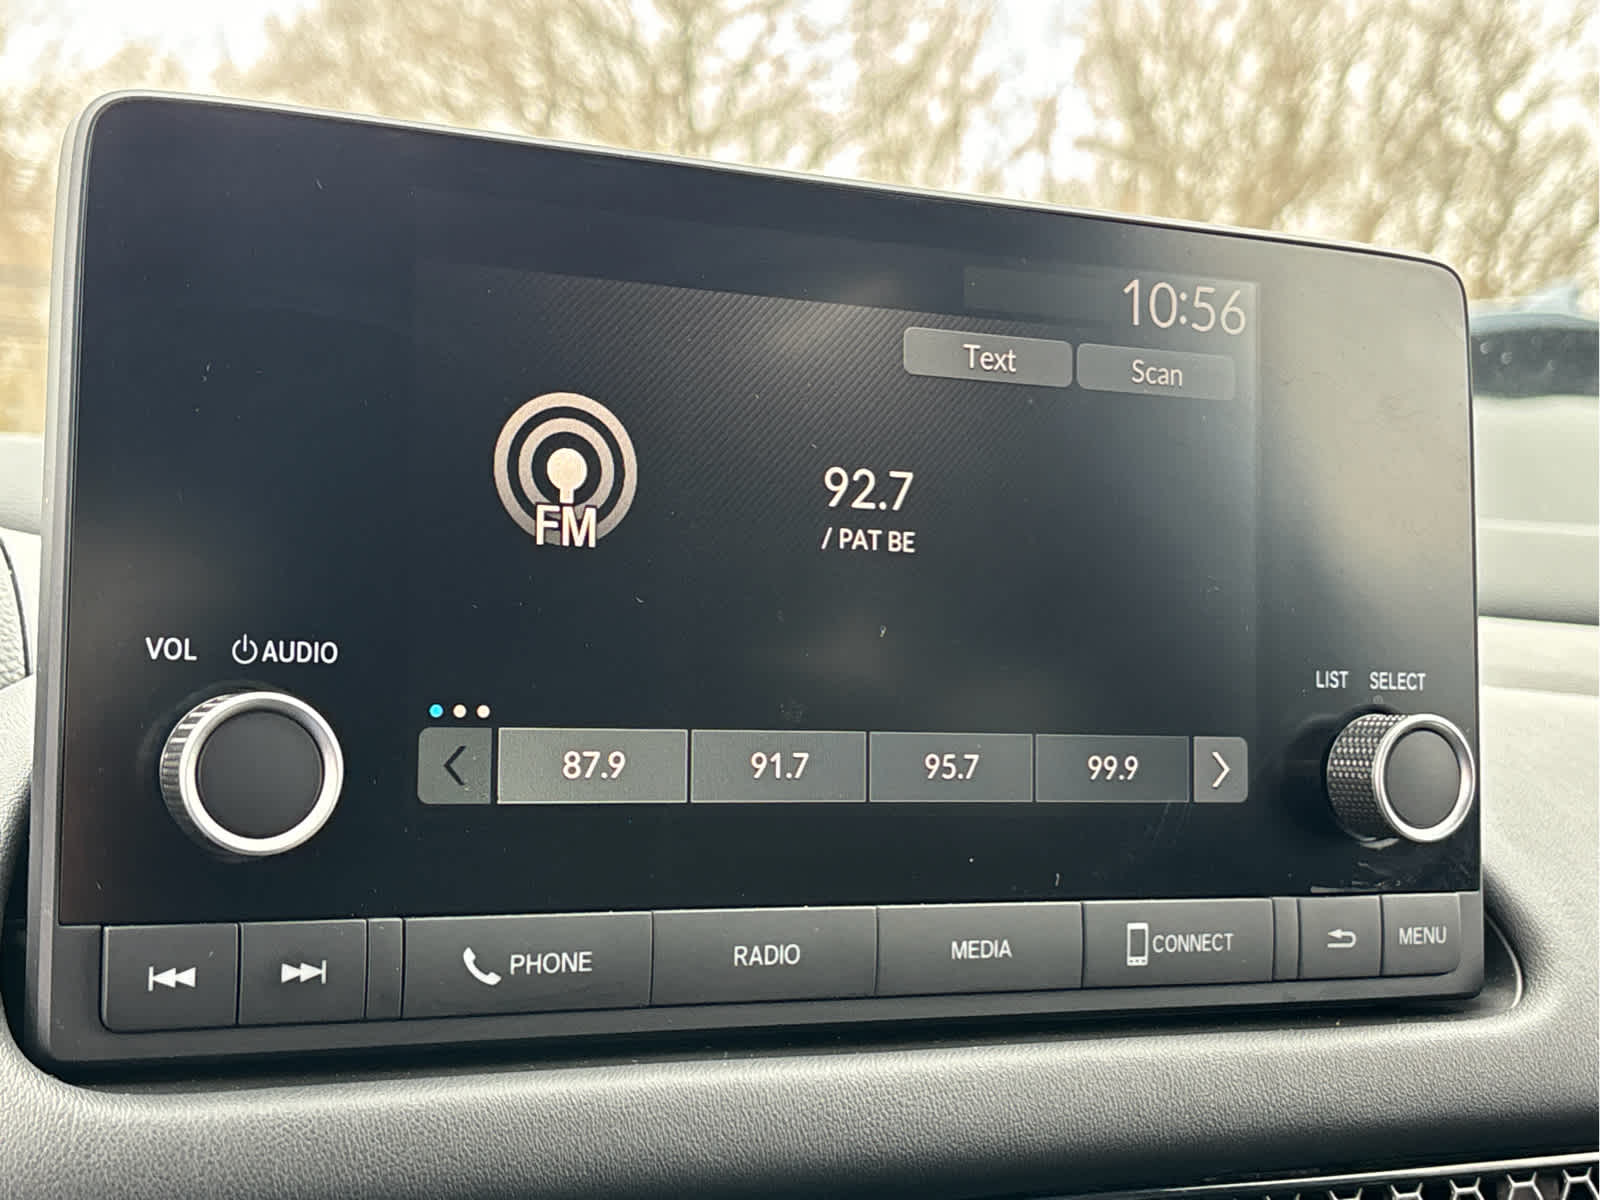 10:56
Text Scan
FM
92.7
/ PAT BE
VOL AUDIO
LIST SELECT
87.9 91.7 95.7 99.9
PHONE RADIO MEDIA CONNECT MENU